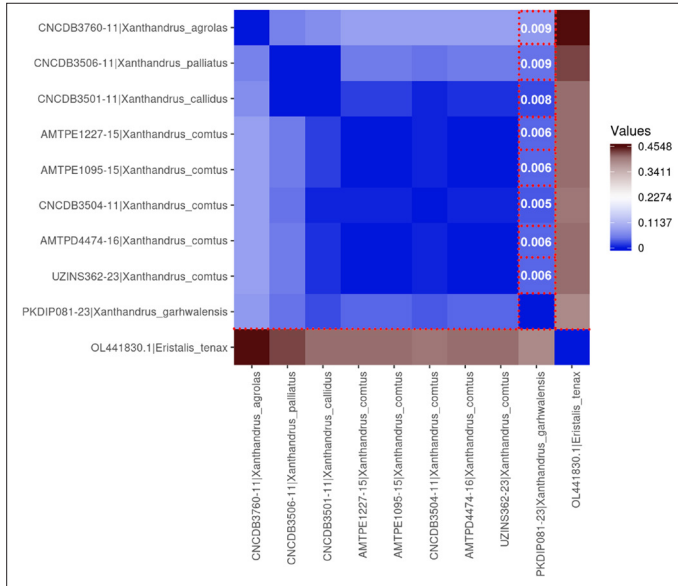 CNCDB3760-11|Xanthandrus_agrolas
CNCDB3506-11|Xanthandrus_palliatus
CNCDB3501-11|Xanthandrus_callidus
AMTPE1227-15|Xanthandrus_comtus
AMTPE1095-15|Xanthandrus_comtus
CNCDB3504-11|Xanthandrus_comtus
AMTPD4474-16|Xanthandrus_comtus
UZINS362-23|Xanthandrus_comtus
PKDIP081-23|Xanthandrus_garhwalensis
OL441830.1|Eristalis_tenax
0.009
0.009
0.008
0.006
0.006
0.005
0.006
0.006
Values
0.4548
0.3411
0.2274
0.1137
0
CNCDB3760-11|Xanthandrus_agrolas
CNCDB3506-11|Xanthandrus_palliatus
CNCDB3501-11|Xanthandrus_callidus
AMTPE1227-15|Xanthandrus_comtus
AMTPE1095-15|Xanthandrus_comtus
CNCDB3504-11|Xanthandrus_comtus
AMTPD4474-16|Xanthandrus_comtus
UZINS362-23|Xanthandrus_comtus
PKDIP081-23|Xanthandrus_garhwalensis
OL441830.1|Eristalis_tenax